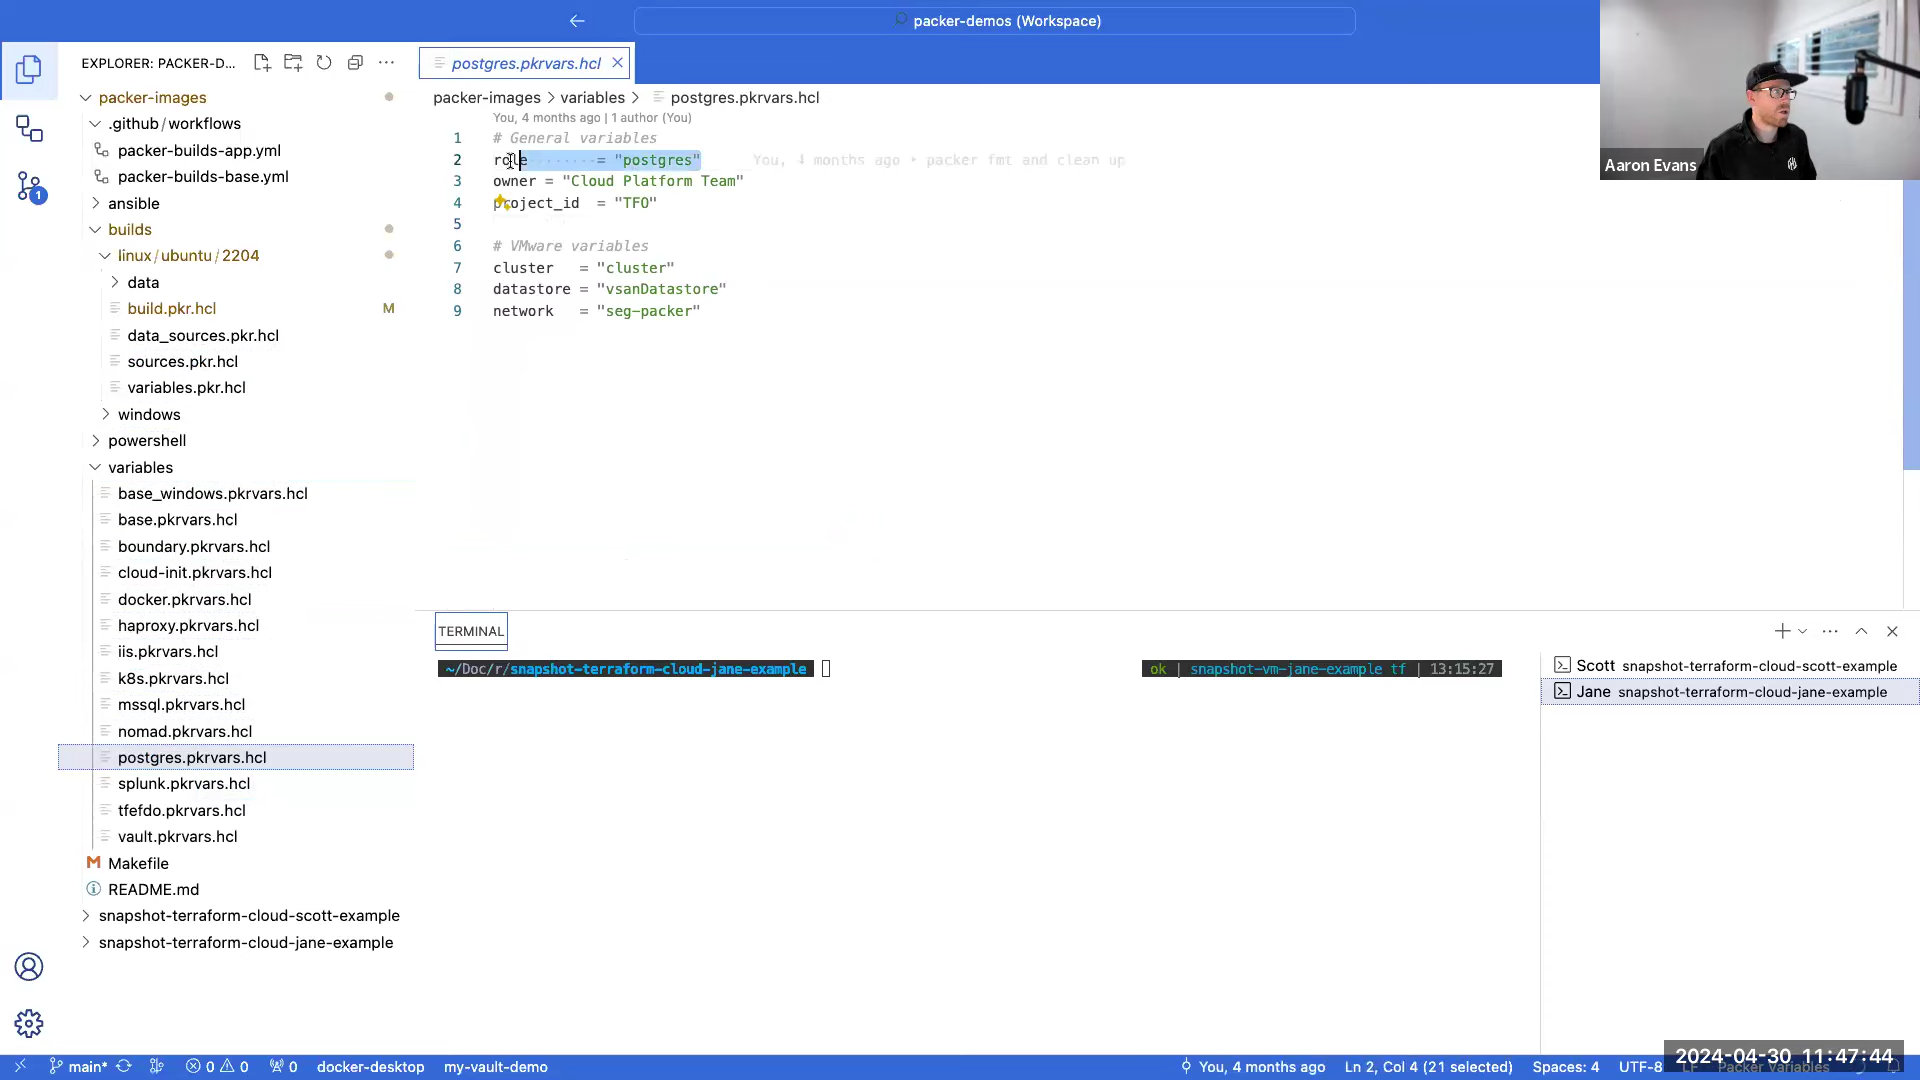 packer-demos (Workspace)
EXPLORER: PACKER-D...
postgres.pkrvars.hcl
packer-images
.github / workflows
packer-builds-app.yml
packer-builds-base.yml
ansible
builds
linux / ubuntu / 2204
data
build.pkr.hcl M
data_sources.pkr.hcl
sources.pkr.hcl
variables.pkr.hcl
windows
powershell
variables
base_windows.pkrvars.hcl
base.pkrvars.hcl
boundary.pkrvars.hcl
cloud-init.pkrvars.hcl
docker.pkrvars.hcl
haproxy.pkrvars.hcl
iis.pkrvars.hcl
k8s.pkrvars.hcl
mssql.pkrvars.hcl
nomad.pkrvars.hcl
postgres.pkrvars.hcl
splunk.pkrvars.hcl
tfefdo.pkrvars.hcl
vault.pkrvars.hcl
Makefile
README.md
snapshot-terraform-cloud-scott-example
snapshot-terraform-cloud-jane-example
1
packer-images > variables > postgres.pkrvars.hcl
You, 4 months ago | 1 author (You)
1 # General variables
2 role = "postgres" You, 4 months ago • packer fmt and clean up
3 owner = "Cloud Platform Team"
4 project_id = "TFO"
5
6 # VMware variables
7 cluster = "cluster"
8 datastore = "vsanDatastore"
9 network = "seg-packer"
Aaron Evans
TERMINAL
~/Doc/r/snapshot-terraform-cloud-jane-example
ok | snapshot-vm-jane-example tf | 13:15:27
Scott snapshot-terraform-cloud-scott-example
Jane snapshot-terraform-cloud-jane-example
main* 0 0 0 docker-desktop my-vault-demo
You, 4 months ago Ln 2, Col 4 (21 selected) Spaces: 4 UTF-8 LF Packer Variables
2024-04-30 11:47:44